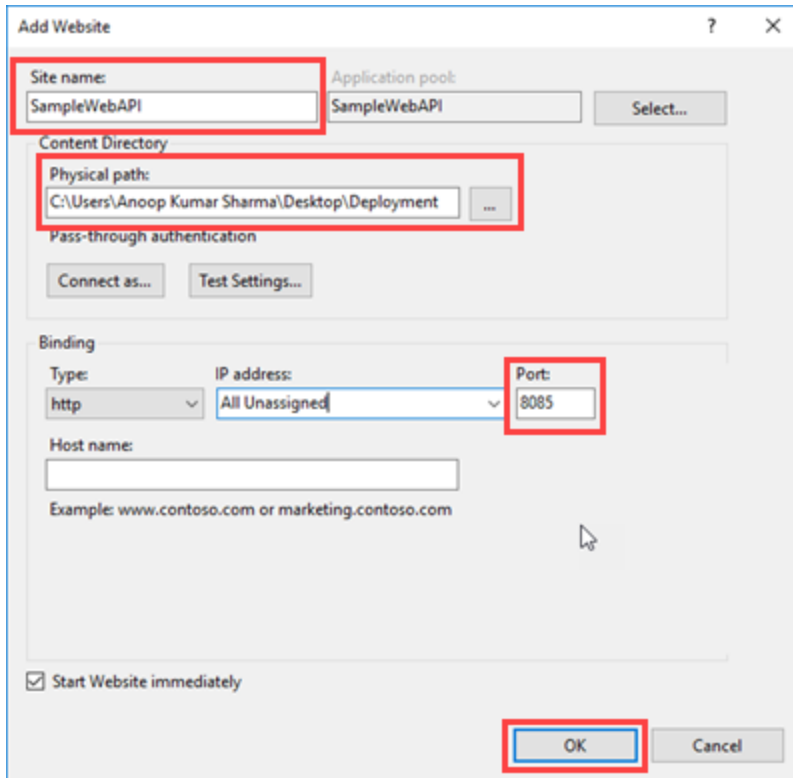 Add Website
?
Site name:
Application pool:
SampleWebAPI
SampleWebAPI
Select...
Content Directory
Physical path:
C:\Users\Anoop Kumar Sharma\Desktop\Deployment
...
Pass-through authentication
Connect as...
Test Settings...
Binding
Type:
IP address:
Port:
http
All Unassigned
8085
Host name:
Example: www.contoso.com or marketing.contoso.com
Start Website immediately
OK
Cancel